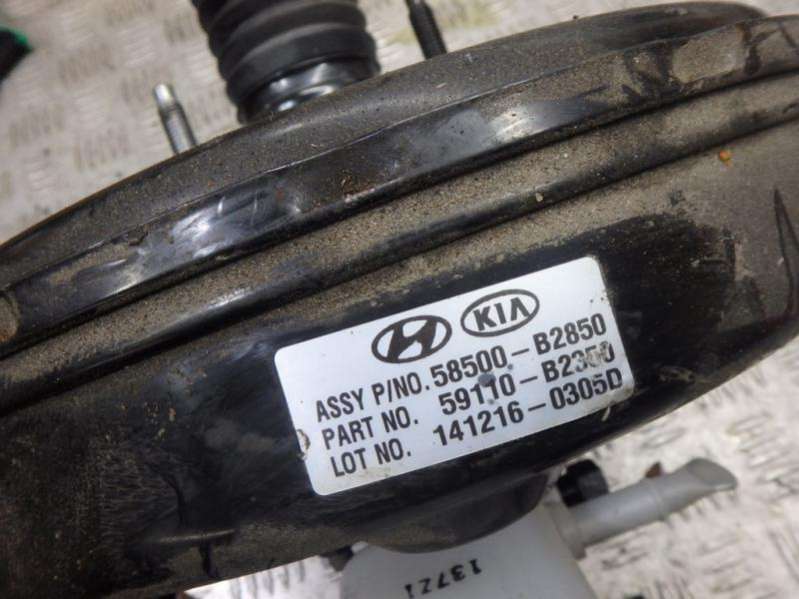 KIA
ASSY P/NO. 58500-B2850
PART NO. 59110-B2350
LOT NO. 141216-0305D
13721